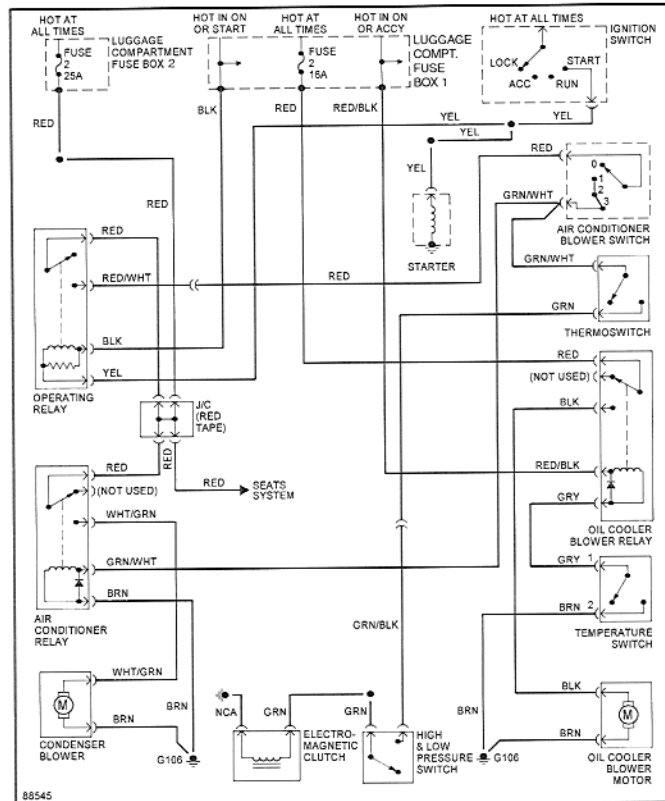 HOT AT
ALL TIMES
HOT IN ON
OR START
HOT AT
ALL TIMES
HOT IN ON
OR ACCY
HOT AT ALL TIMES
IGNITION
SWITCH
FUSE
2
25A
LUGGAGE
COMPARTMENT
FUSE BOX 2
FUSE
2
16A
LUGGAGE
COMPT.
FUSE
BOX 1
LOCK
START
ACC
RUN
BLK
RED
RED/BLK
RED
YEL
YEL
YEL
YEL
RED
RED
STARTER
GRN/WHT
0
1
2
3
AIR CONDITIONER
BLOWER SWITCH
RED
RED/WHT
RED
GRN/WHT
GRN
THERMOSWITCH
BLK
YEL
OPERATING
RELAY
RED
(NOT USED)
BLK
J/C
(RED
TAPE)
RED
RED
SEATS
SYSTEM
RED
(NOT USED)
WHT/GRN
RED/BLK
GRY
OIL COOLER
BLOWER RELAY
GRN/WHT
BRN
AIR
CONDITIONER
RELAY
GRY
1
BRN
2
TEMPERATURE
SWITCH
GRN/BLK
WHT/GRN
M
BRN
BRN
CONDENSER
BLOWER
G106
NCA
GRN
GRN
ELECTRO-
MAGNETIC
CLUTCH
HIGH
& LOW
PRESSURE
SWITCH
BRN
G106
BLK
M
BRN
OIL COOLER
BLOWER
MOTOR
88545